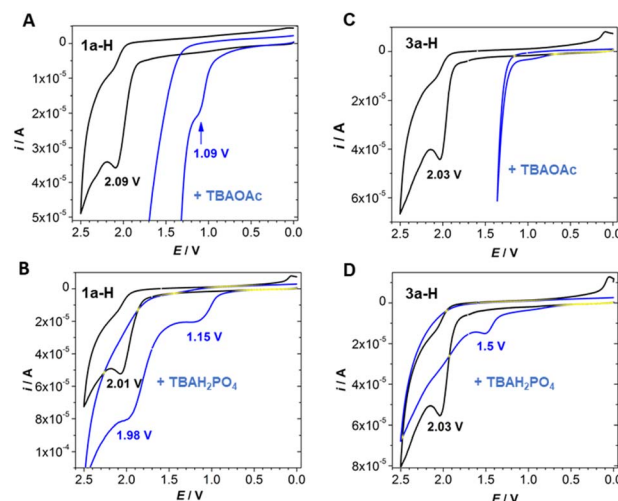 A
1a-H
0
1x10⁻⁵
2x10⁻⁵
3x10⁻⁵
4x10⁻⁵
5x10⁻⁵
i / A
2.09 V
1.09 V
+ TBAOAc
2.5 2.0 1.5 1.0 0.5 0.0
E / V
C
3a-H
0
2x10⁻⁵
4x10⁻⁵
6x10⁻⁵
i / A
2.03 V
+ TBAOAc
2.5 2.0 1.5 1.0 0.5 0.0
E / V
B
1a-H
0
2x10⁻⁵
4x10⁻⁵
6x10⁻⁵
8x10⁻⁵
1x10⁻⁴
i / A
1.15 V
2.01 V
+ TBAH₂PO₄
1.98 V
2.5 2.0 1.5 1.0 0.5 0.0
E / V
D
3a-H
0
2x10⁻⁵
4x10⁻⁵
6x10⁻⁵
8x10⁻⁵
i / A
1.5 V
+ TBAH₂PO₄
2.03 V
2.5 2.0 1.5 1.0 0.5 0.0
E / V